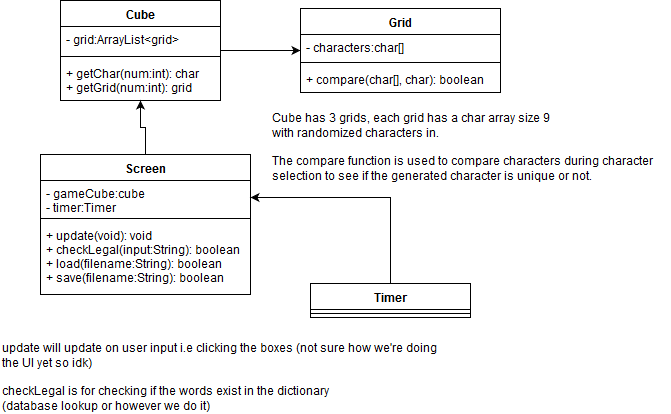 Cube
- grid:ArrayList<grid>
+ getChar(num:int): char
+ getGrid(num:int): grid
Grid
- characters:char[]
+ compare(char[], char): boolean
Cube has 3 grids, each grid has a char array size 9
with randomized characters in.
The compare function is used to compare characters during character
selection to see if the generated character is unique or not.
Screen
- gameCube:cube
- timer:Timer
+ update(void): void
+ checkLegal(input:String): boolean
+ load(filename:String): boolean
+ save(filename:String): boolean
Timer
update will update on user input i.e clicking the boxes (not sure how we're doing
the UI yet so idk)
checkLegal is for checking if the words exist in the dictionary
(database lookup or however we do it)